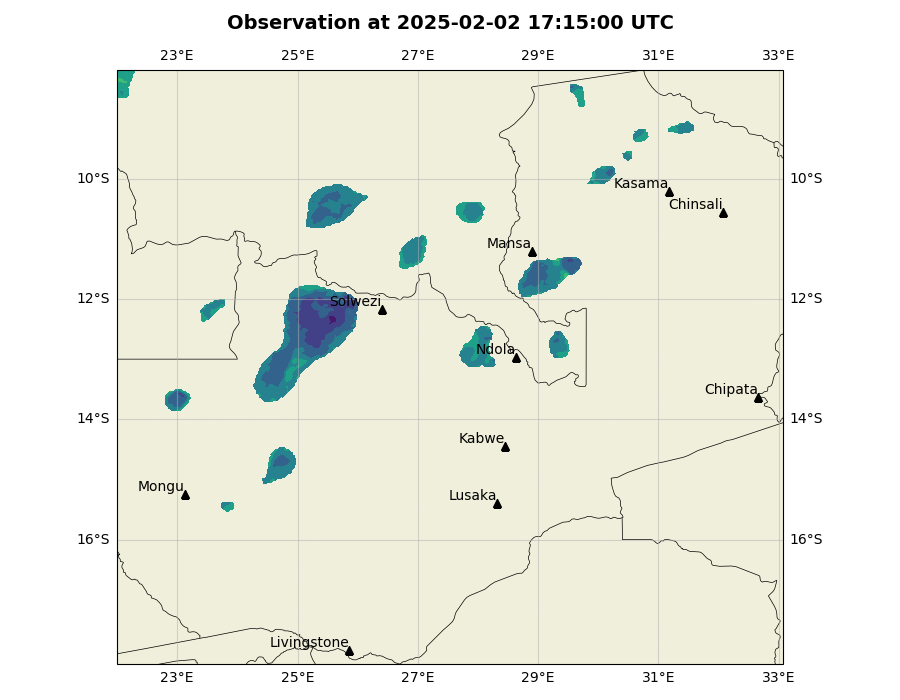 Observation at 2025-02-02 17:15:00 UTC
23°E 25°E 27°E 29°E 31°E 33°E
10°S 10°S
Kasama
Chinsali
Mansa
12°S 12°S
Solwezi
Ndola
Chipata
14°S 14°S
Kabwe
Mongu
Lusaka
16°S 16°S
Livingstone
23°E 25°E 27°E 29°E 31°E 33°E